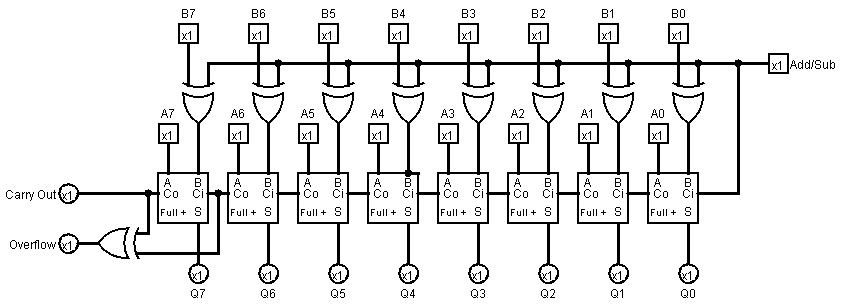 B7 B6 B5 B4 B3 B2 B1 B0
x1 x1 x1 x1 x1 x1 x1 x1
x1 Add/Sub
A7 A6 A5 A4 A3 A2 A1 A0
x1 x1 x1 x1 x1 x1 x1 x1
A B A B A B A B A B A B A B A B
Carry Out x1 Co Ci Co Ci Co Ci Co Ci Co Ci Co Ci Co Ci Co Ci
Full + S Full + S Full + S Full + S Full + S Full + S Full + S Full + S
Overflow x1
x1 x1 x1 x1 x1 x1 x1 x1
Q7 Q6 Q5 Q4 Q3 Q2 Q1 Q0